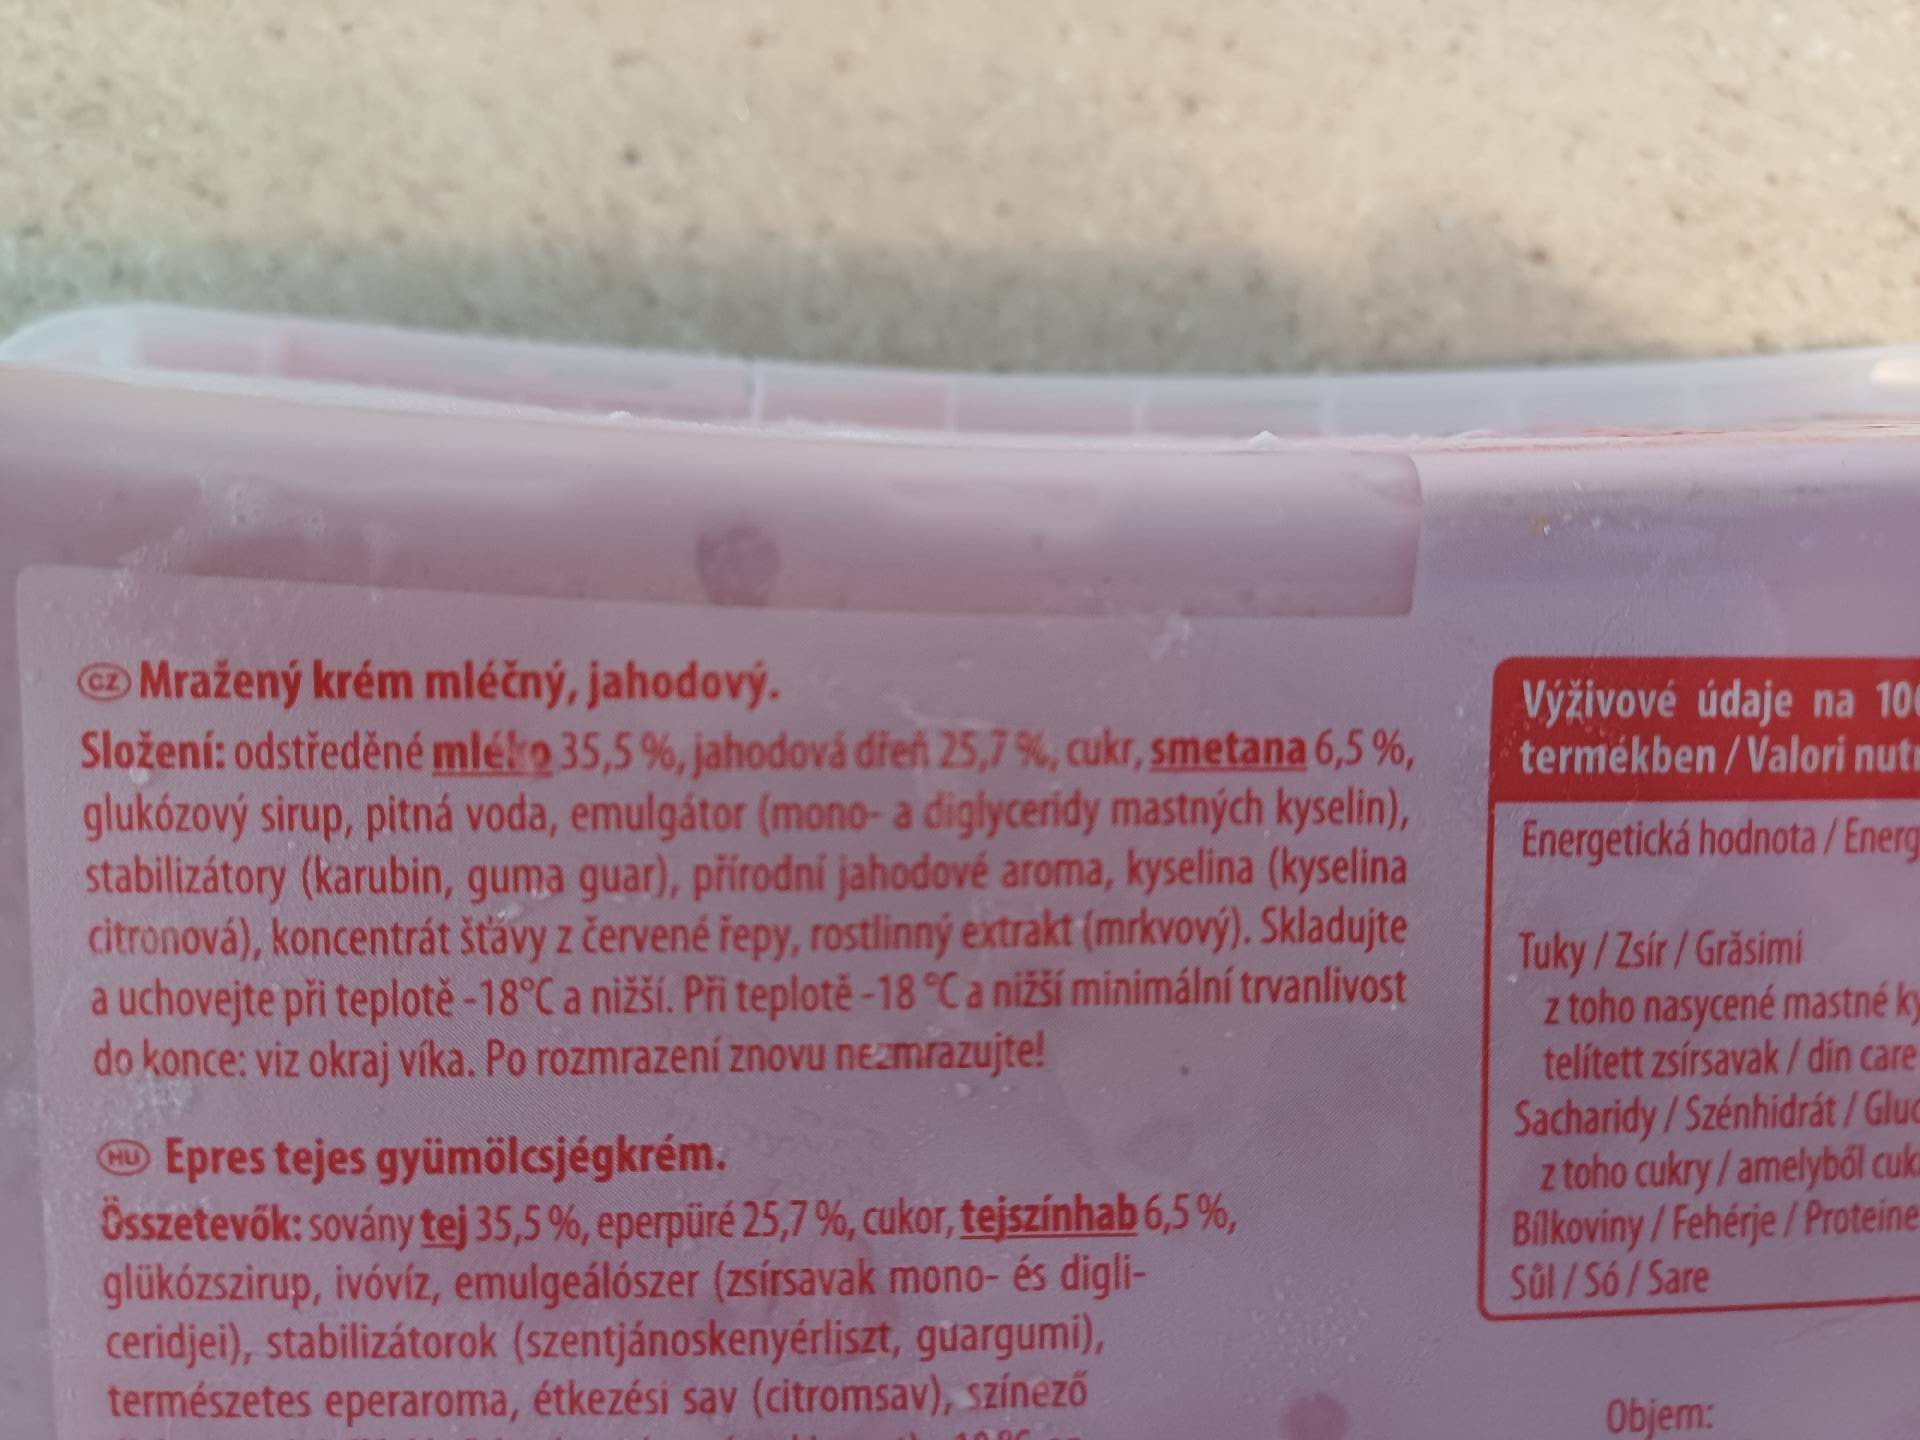 CZ Mražený krém mléčný, jahodový.
Složení: odstředěné mléko 35,5 %, jahodová dřeň 25,7 %, cukr, smetana 6,5 %,
glukózový sirup, pitná voda, emulgátor (mono- a diglyceridy mastných kyselin),
stabilizátory (karubin, guma guar), přírodní jahodové aroma, kyselina (kyselina
citronová), koncentrát šťávy z červené řepy, rostlinný extrakt (mrkvový). Skladujte
a uchovejte při teplotě -18°C a nižší. Při teplotě -18 °C a nižší minimální trvanlivost
do konce: viz okraj víka. Po rozmrazení znovu nezmrazujte!
HU Epres tejes gyümölcsjégkrém.
Összetevők: sovány tej 35,5 %, eperpüré 25,7 %, cukor, tejszínhab 6,5 %,
glükózszirup, ivóvíz, emulgeálószer (zsírsavak mono- és digli-
ceridjei), stabilizátorok (szentjánoskenyérliszt, guargumi),
természetes eperaroma, étkezési sav (citromsav), színező
Výživové údaje na
termékben / Valori
Energetická hodnota /
Tuky / Zsír / Grăsimi
z toho nasycené mastné
telített zsírsavak / din care
Sacharidy / Szénhidrát /
z toho cukry / amelyből
Bílkoviny / Fehérje / Proteine
Sůl / Só / Sare
Objem: